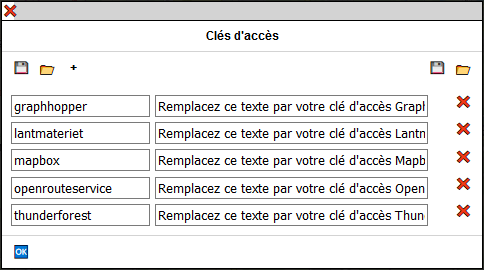 Clés d'accès
+
graphhopper Remplacez ce texte par votre clé d'accès Graph
lantmateriet Remplacez ce texte par votre clé d'accès Lantn
mapbox Remplacez ce texte par votre clé d'accès Mapb
openrouteservice Remplacez ce texte par votre clé d'accès Open
thunderforest Remplacez ce texte par votre clé d'accès Thun
OK